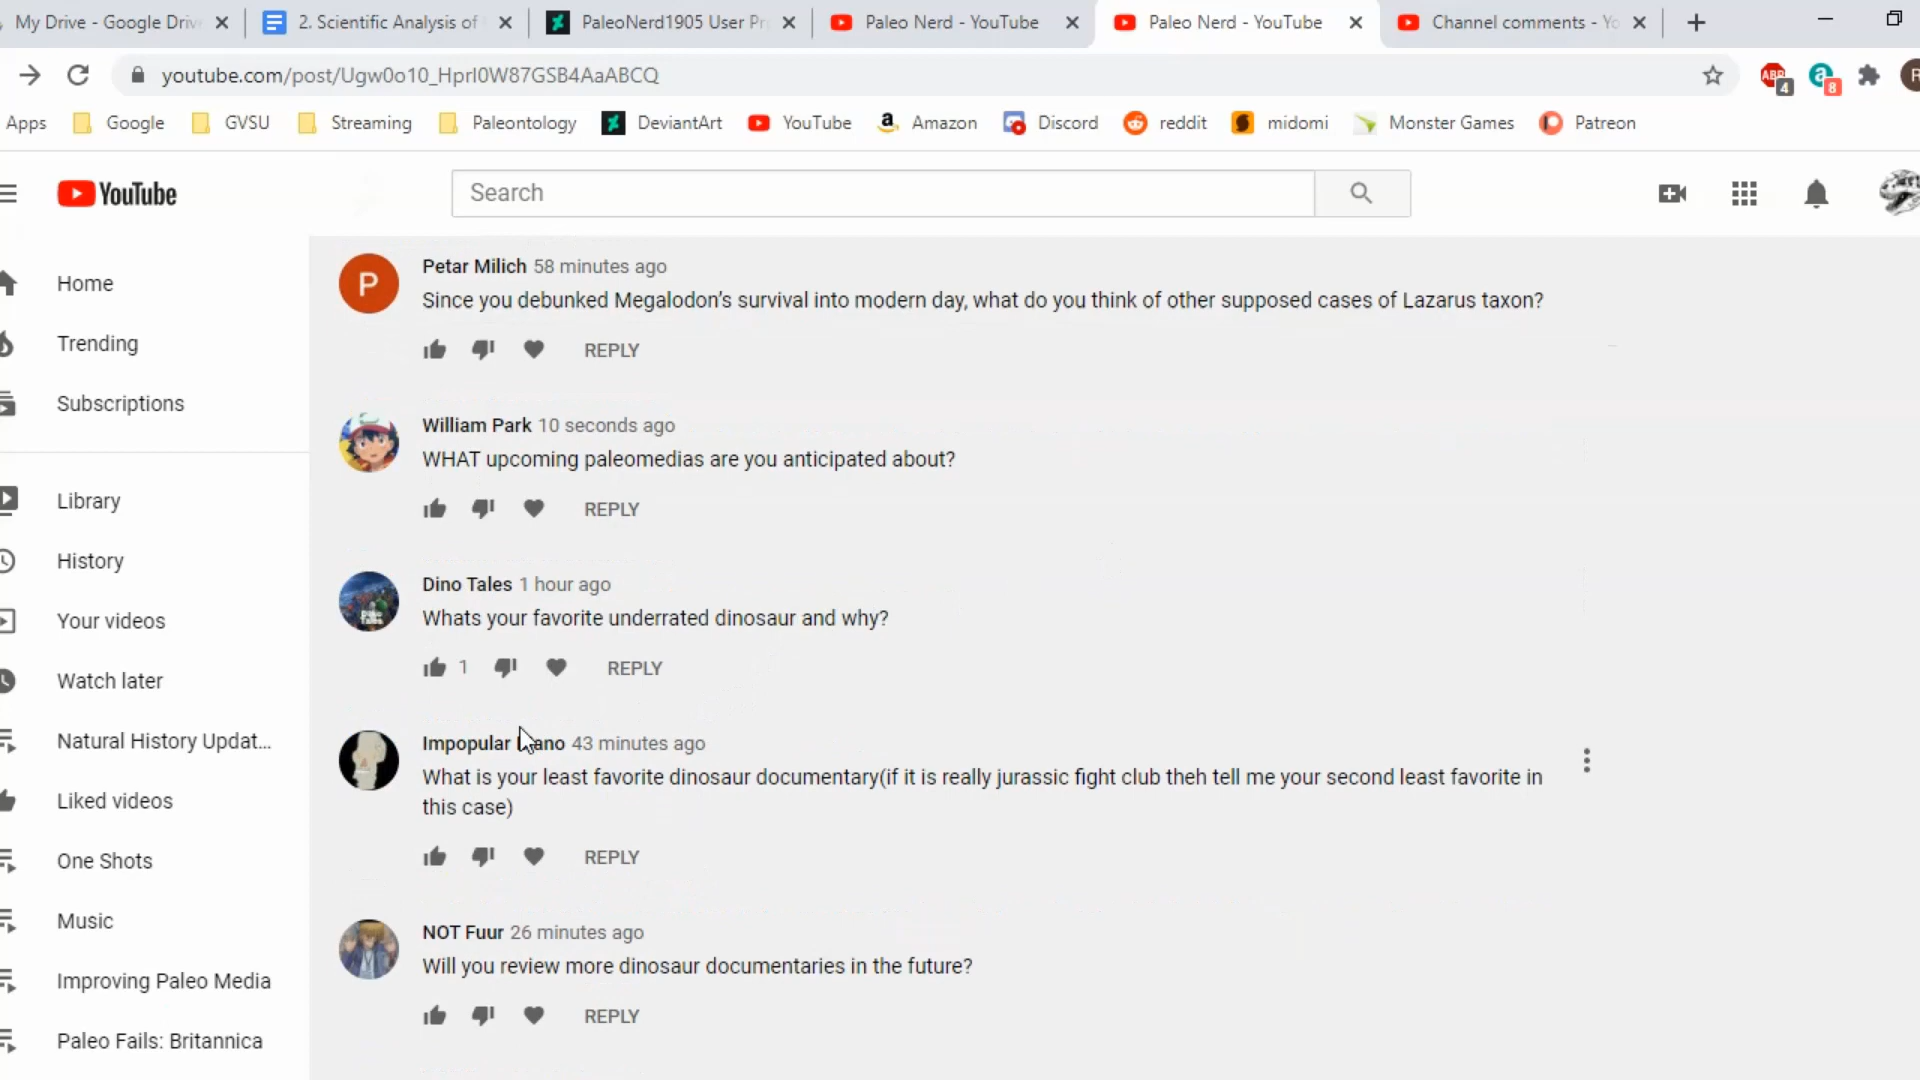 My Drive - Google Drive
2. Scientific Analysis of
PaleoNerd1905 User Pr
Paleo Nerd - YouTube
Paleo Nerd - YouTube
Channel comments - Yo
youtube.com/post/Ugw0o10_HprI0W87GSB4AaABCQ
ABP 4
a 8
R
Apps
Google
GVSU
Streaming
Paleontology
DeviantArt
YouTube
Amazon
Discord
reddit
midomi
Monster Games
Patreon
YouTube
Search
Home
Trending
Subscriptions
Library
History
Your videos
Watch later
Natural History Updat...
Liked videos
One Shots
Music
Improving Paleo Media
Paleo Fails: Britannica
P
Petar Milich 58 minutes ago
Since you debunked Megalodon's survival into modern day, what do you think of other supposed cases of Lazarus taxon?
REPLY
William Park 10 seconds ago
WHAT upcoming paleomedias are you anticipated about?
REPLY
Dino Tales
Dino Tales 1 hour ago
Whats your favorite underrated dinosaur and why?
1 REPLY
Impopular 43 minutes ago
What is your least favorite dinosaur documentary(if it is really jurassic fight club theh tell me your second least favorite in
this case)
REPLY
NOT Fuur 26 minutes ago
Will you review more dinosaur documentaries in the future?
REPLY